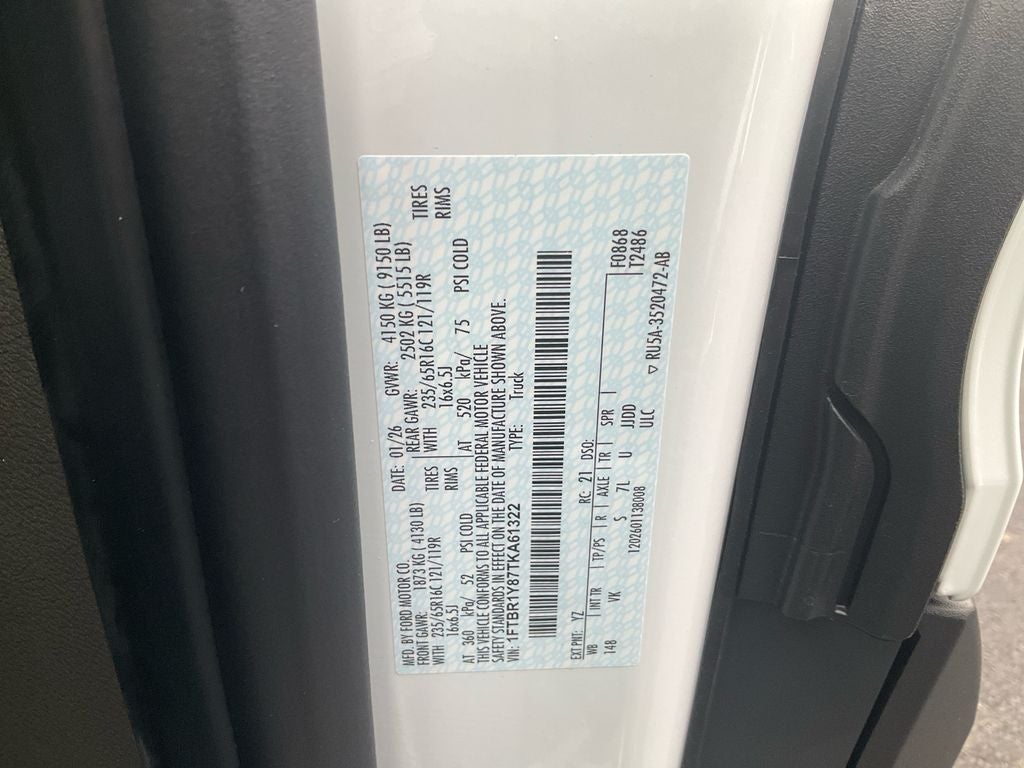 MFD. BY FORD MOTOR CO. DATE: 01/26 GVWR: 4150 KG ( 9150 LB)
FRONT GAWR: 1873 KG ( 4130 LB) REAR GAWR: 2502 KG ( 5515 LB)
WITH 235/65R16C 121/119R TIRES WITH 235/65R16C 121/119R TIRES
16x6.5J RIMS 16x6.5J RIMS
AT 360 kPa/ 52 PSI COLD AT 520 kPa/ 75 PSI COLD
THIS VEHICLE CONFORMS TO ALL APPLICABLE FEDERAL MOTOR VEHICLE
SAFETY STANDARDS IN EFFECT ON THE DATE OF MANUFACTURE SHOWN ABOVE.
VIN: 1FTBR1Y87TKA61322 TYPE: Truck
EXT PNT: YZ RC: 21 DSO: F0868
WB INT TR TP/PS R AXLE TR SPR T2486
148 VK S 7L U JJDD
1202601138008 ULC ▽ RU5A-3520472-AB